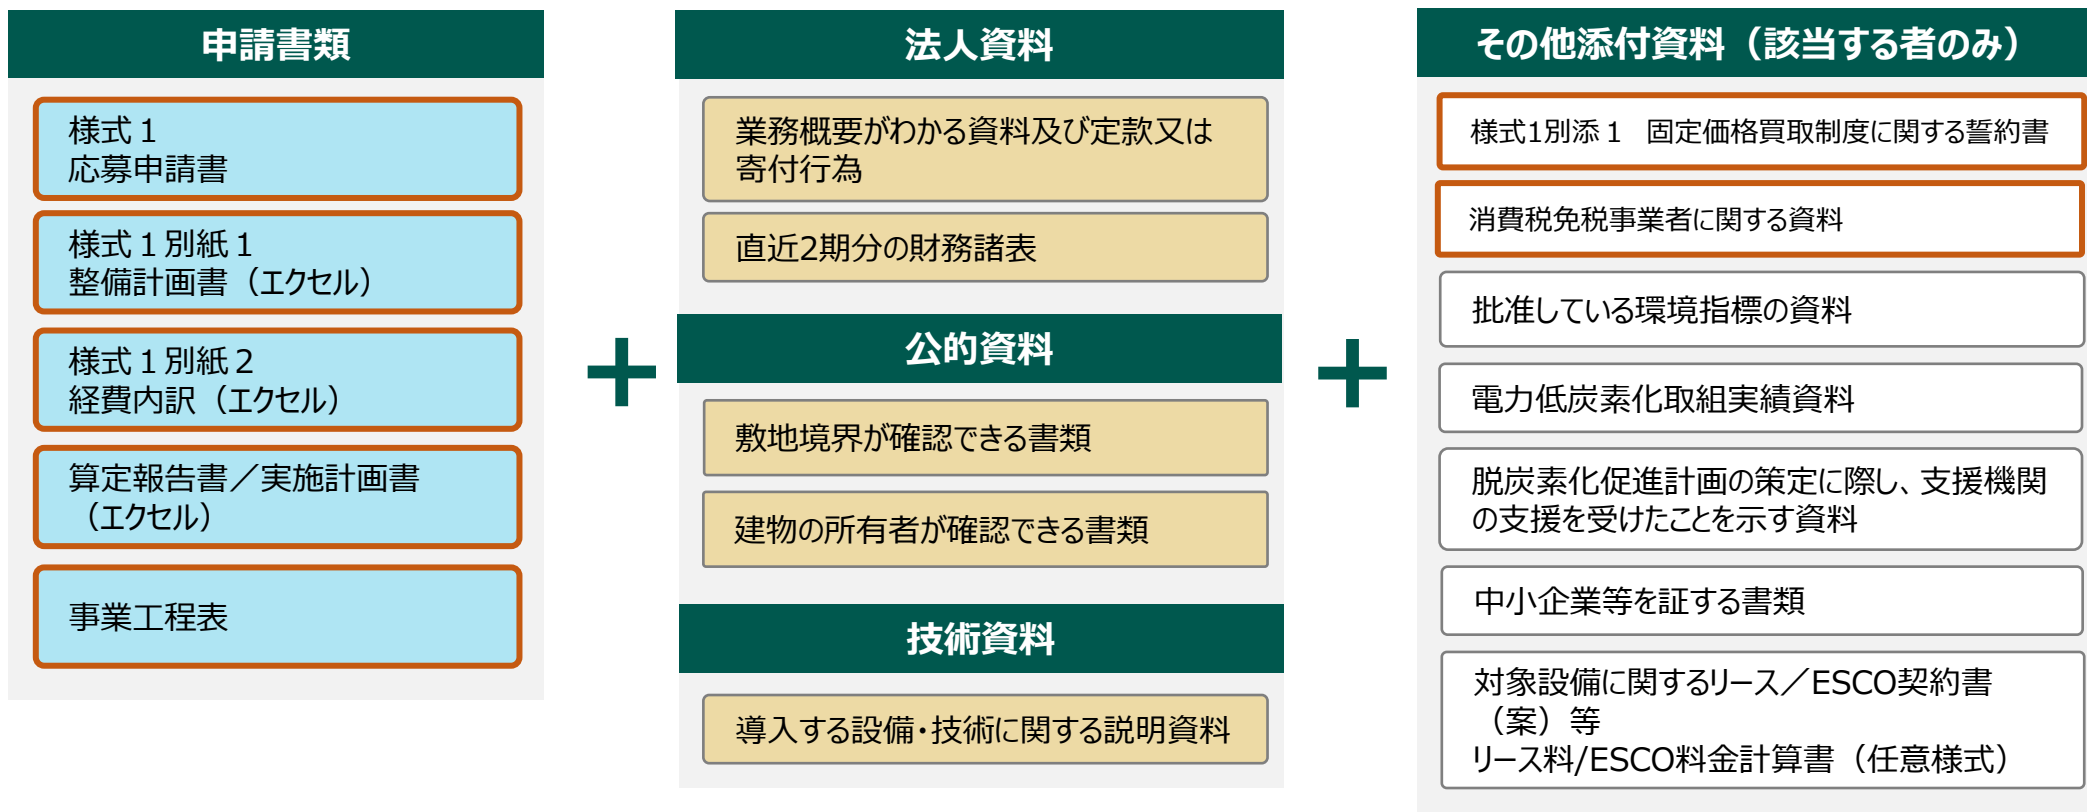 申請書類
様式１
応募申請書
様式１別紙１
整備計画書（エクセル）
様式１別紙２
経費内訳（エクセル）
算定報告書／実施計画書
（エクセル）
事業工程表
＋
法人資料
業務概要がわかる資料及び定款又は
寄付行為
直近2期分の財務諸表
公的資料
敷地境界が確認できる書類
建物の所有者が確認できる書類
技術資料
導入する設備・技術に関する説明資料
＋
その他添付資料（該当する者のみ）
様式1別添１　固定価格買取制度に関する誓約書
消費税免税事業者に関する資料
批准している環境指標の資料
電力低炭素化取組実績資料
脱炭素化促進計画の策定に際し、支援機関
の支援を受けたことを示す資料
中小企業等を証する書類
対象設備に関するリース／ESCO契約書
（案）等
リース料/ESCO料金計算書（任意様式）